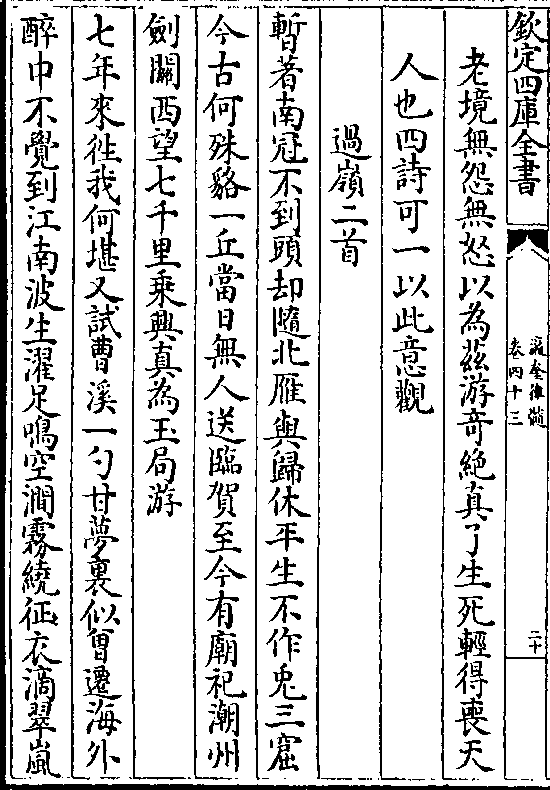 欽定四庫全書
瀛奎律髓
卷四十三
二十
老境無怨無怒以為兹游奇絶真了生死輕得喪天
人也四詩可一以此意觀
過嶺二首
暫著南冠不到頭却隨北雁與歸休平生不作兎三窟
今古何殊貉一丘當日無人送臨賀至今有廟祀潮州
劍關西望七千里乗興真為玉局游
七年來徃我何堪又試曹溪一勺甘夢裏似曾遷海外
醉中不覺到江南波生濯足鳴空澗霧繞征衣滴翠嵐